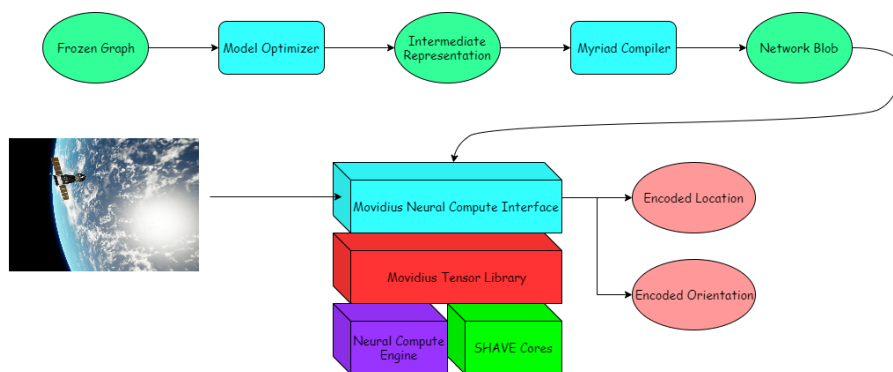 Frozen Graph
Model Optimizer
Intermediate
Representation
Myriad Compiler
Network Blob
Movidius Neural Compute Interface
Encoded Location
Movidius Tensor Library
Encoded Orientation
Neural Compute
Engine
SHAVE Cores